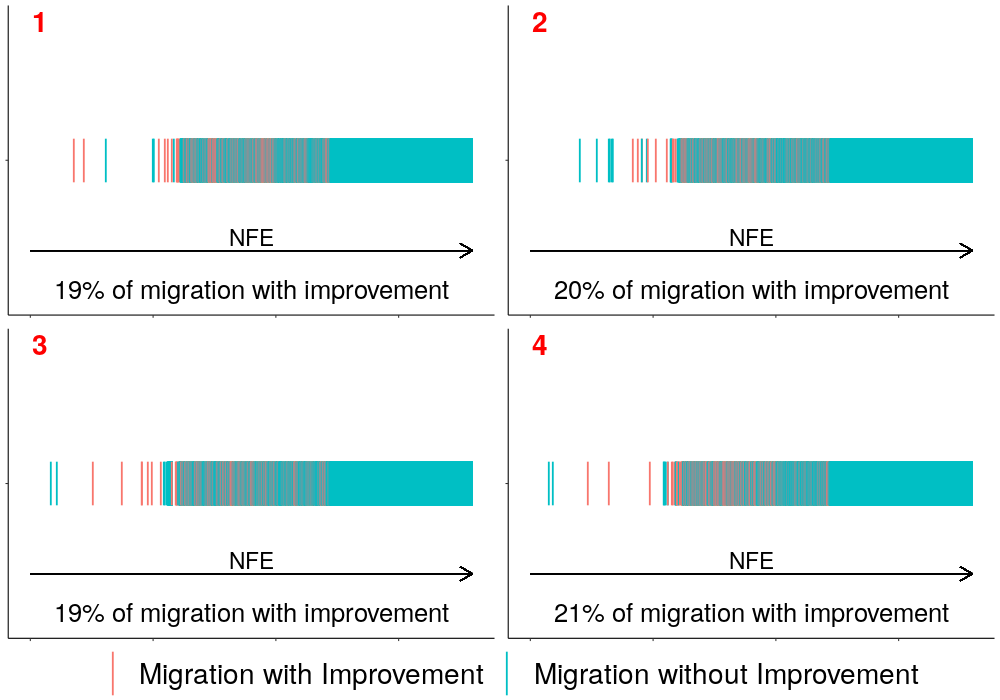 1
NFE
19% of migration with improvement
2
NFE
20% of migration with improvement
3
NFE
19% of migration with improvement
4
NFE
21% of migration with improvement
Migration with Improvement
Migration without Improvement